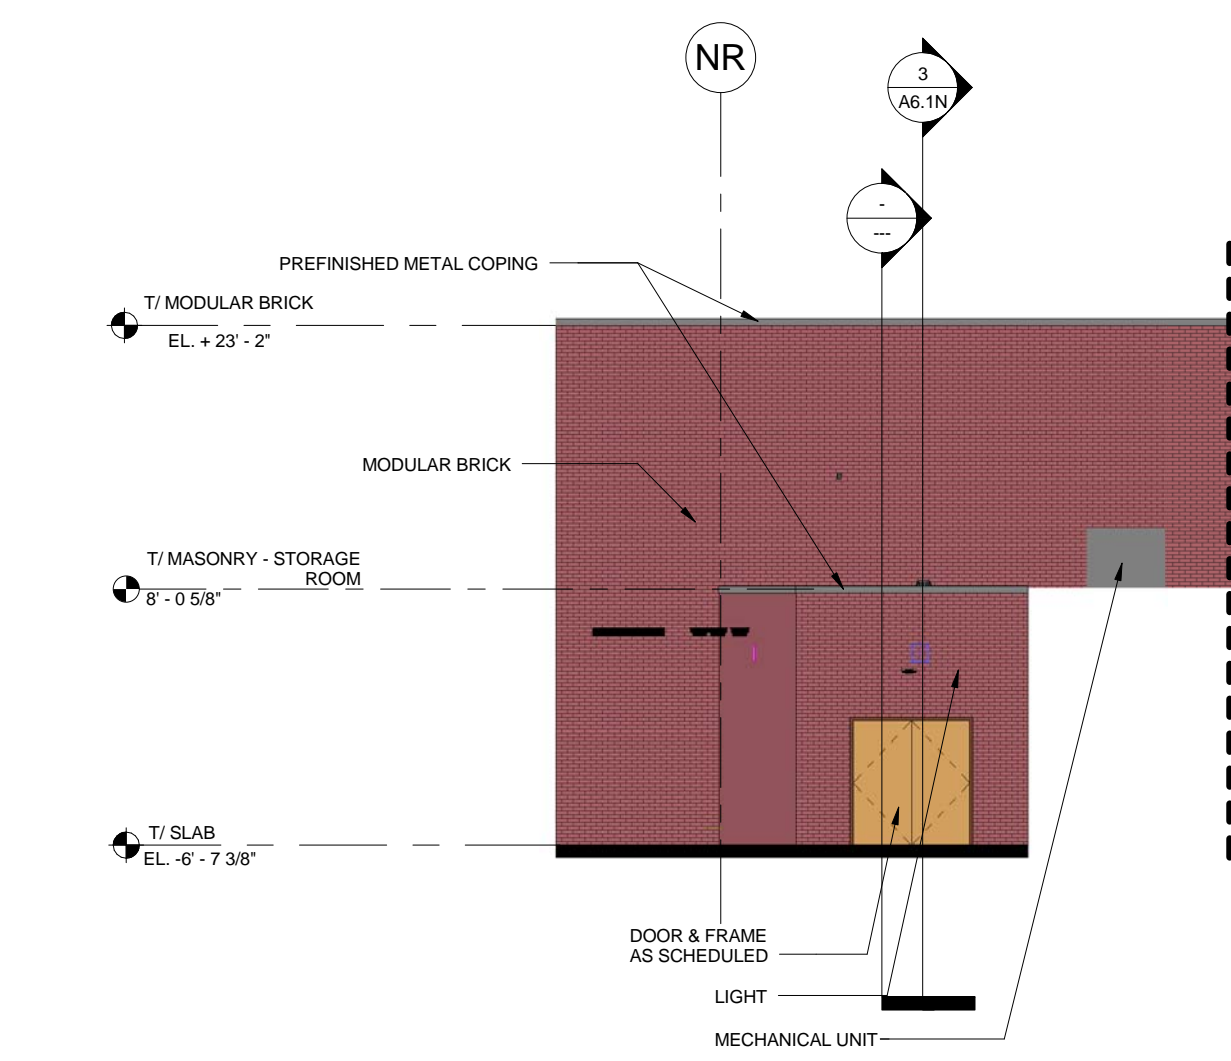 NR
3
A6.1N
-
---
PREFINISHED METAL COPING
T/ MODULAR BRICK
EL. + 23' - 2"
MODULAR BRICK
T/ MASONRY - STORAGE
ROOM
8' - 0 5/8"
T/ SLAB
EL. -6' - 7 3/8"
DOOR & FRAME
AS SCHEDULED
LIGHT
MECHANICAL UNIT